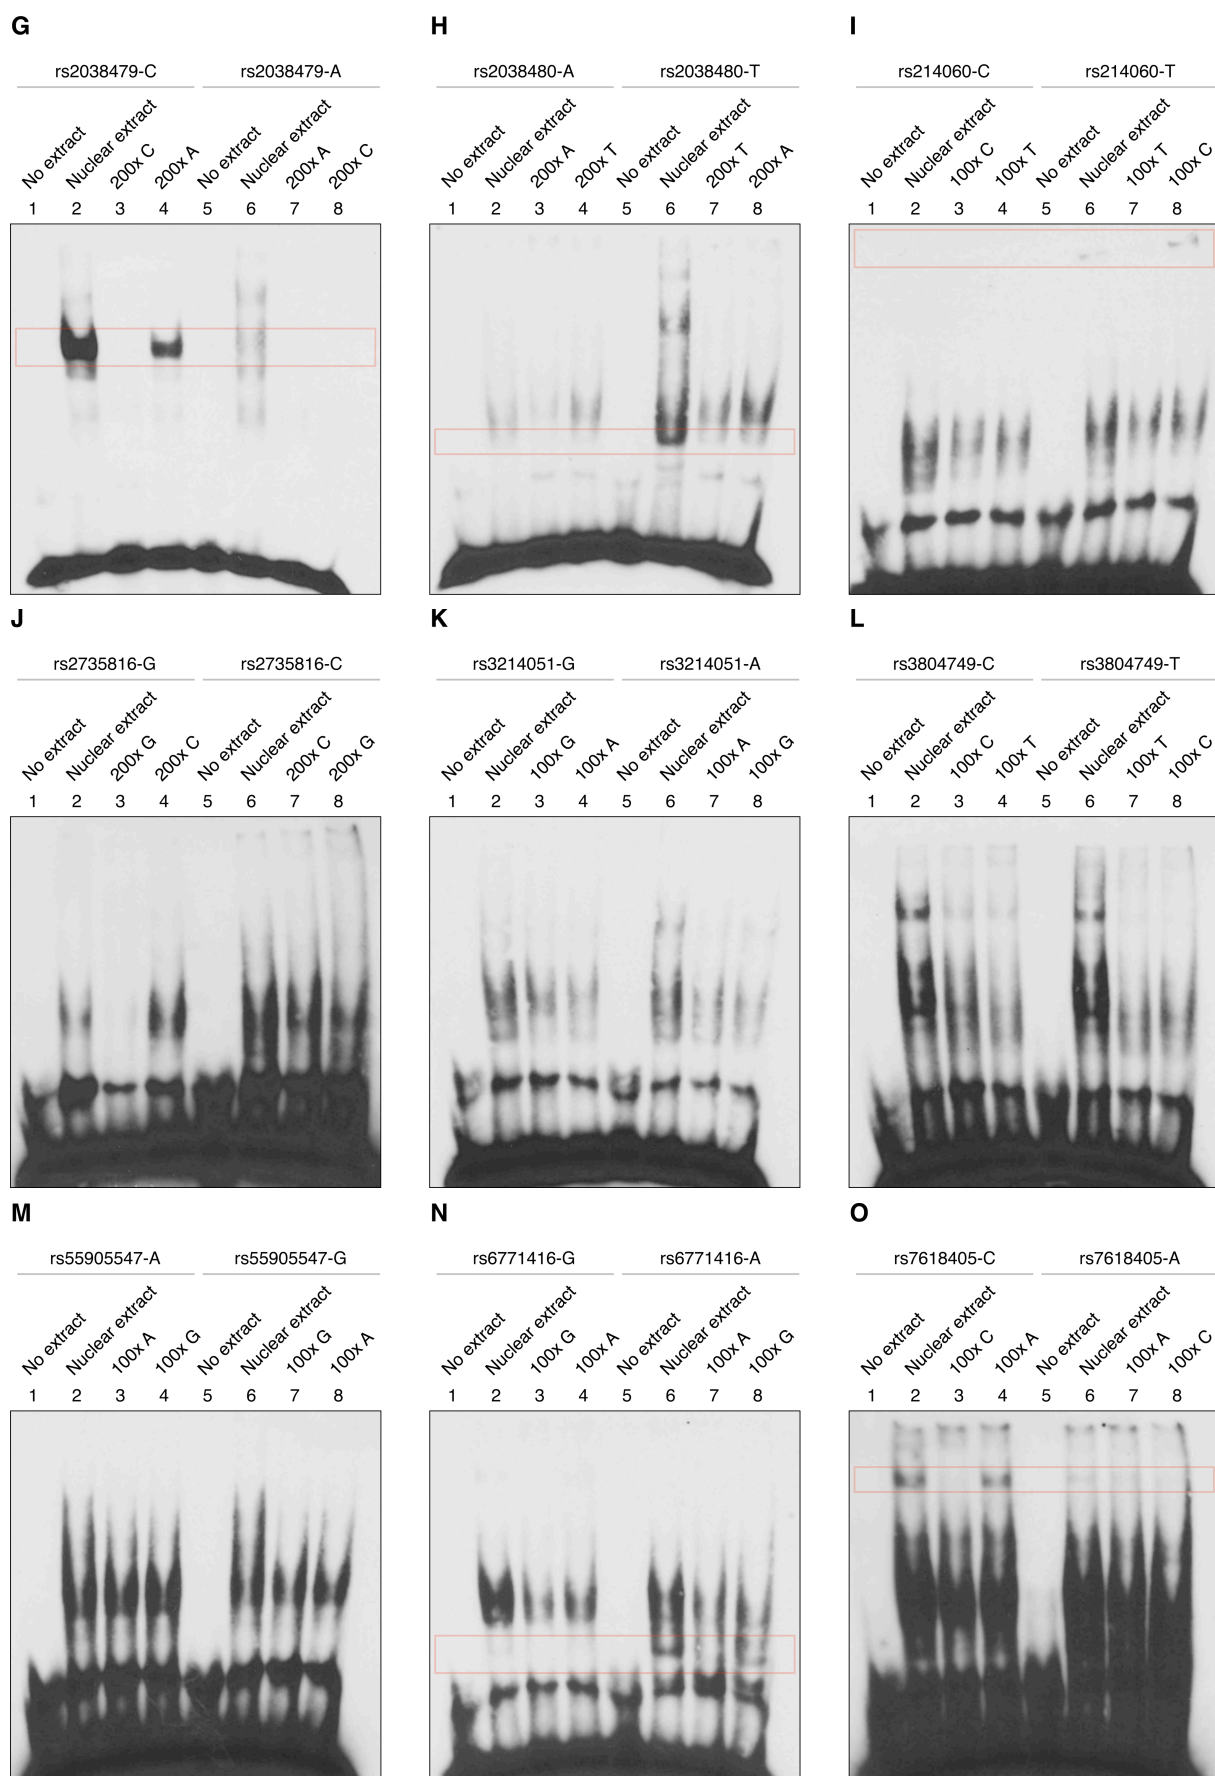 G H I
rs2038479-C rs2038479-A rs2038480-A rs2038480-T rs214060-C rs214060-T
No extract Nuclear extract 200x C 200x A No extract Nuclear extract 200x A 200x C No extract Nuclear extract 200x A 200x T No extract Nuclear extract 200x T 200x A No extract Nuclear extract 100x C 100x T No extract Nuclear extract 100x T 100x C
1 2 3 4 5 6 7 8 1 2 3 4 5 6 7 8 1 2 3 4 5 6 7 8
J K L
rs2735816-G rs2735816-C rs3214051-G rs3214051-A rs3804749-C rs3804749-T
No extract Nuclear extract 200x G 200x C No extract Nuclear extract 200x C 200x G No extract Nuclear extract 100x G 100x A No extract Nuclear extract 100x A 100x G No extract Nuclear extract 100x C 100x T No extract Nuclear extract 100x T 100x C
1 2 3 4 5 6 7 8 1 2 3 4 5 6 7 8 1 2 3 4 5 6 7 8
M N O
rs55905547-A rs55905547-G rs6771416-G rs6771416-A rs7618405-C rs7618405-A
No extract Nuclear extract 100x A 100x G No extract Nuclear extract 100x G 100x A No extract Nuclear extract 100x G 100x A No extract Nuclear extract 100x A 100x G No extract Nuclear extract 100x C 100x A No extract Nuclear extract 100x A 100x C
1 2 3 4 5 6 7 8 1 2 3 4 5 6 7 8 1 2 3 4 5 6 7 8